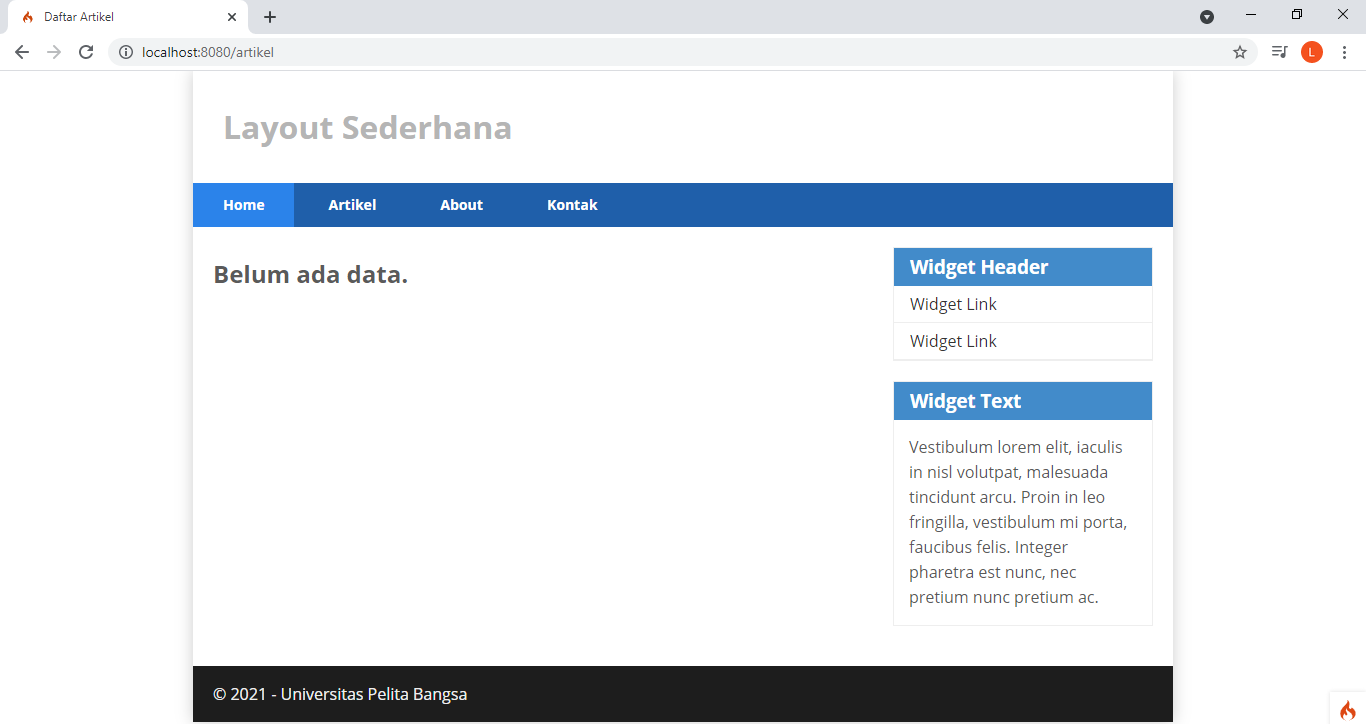 Daftar Artikel
localhost:8080/artikel
L
Layout Sederhana
Home Artikel About Kontak
Belum ada data.
Widget Header
Widget Link
Widget Link
Widget Text
Vestibulum lorem elit, iaculis
in nisl volutpat, malesuada
tincidunt arcu. Proin in leo
fringilla, vestibulum mi porta,
faucibus felis. Integer
pharetra est nunc, nec
pretium nunc pretium ac.
© 2021 - Universitas Pelita Bangsa